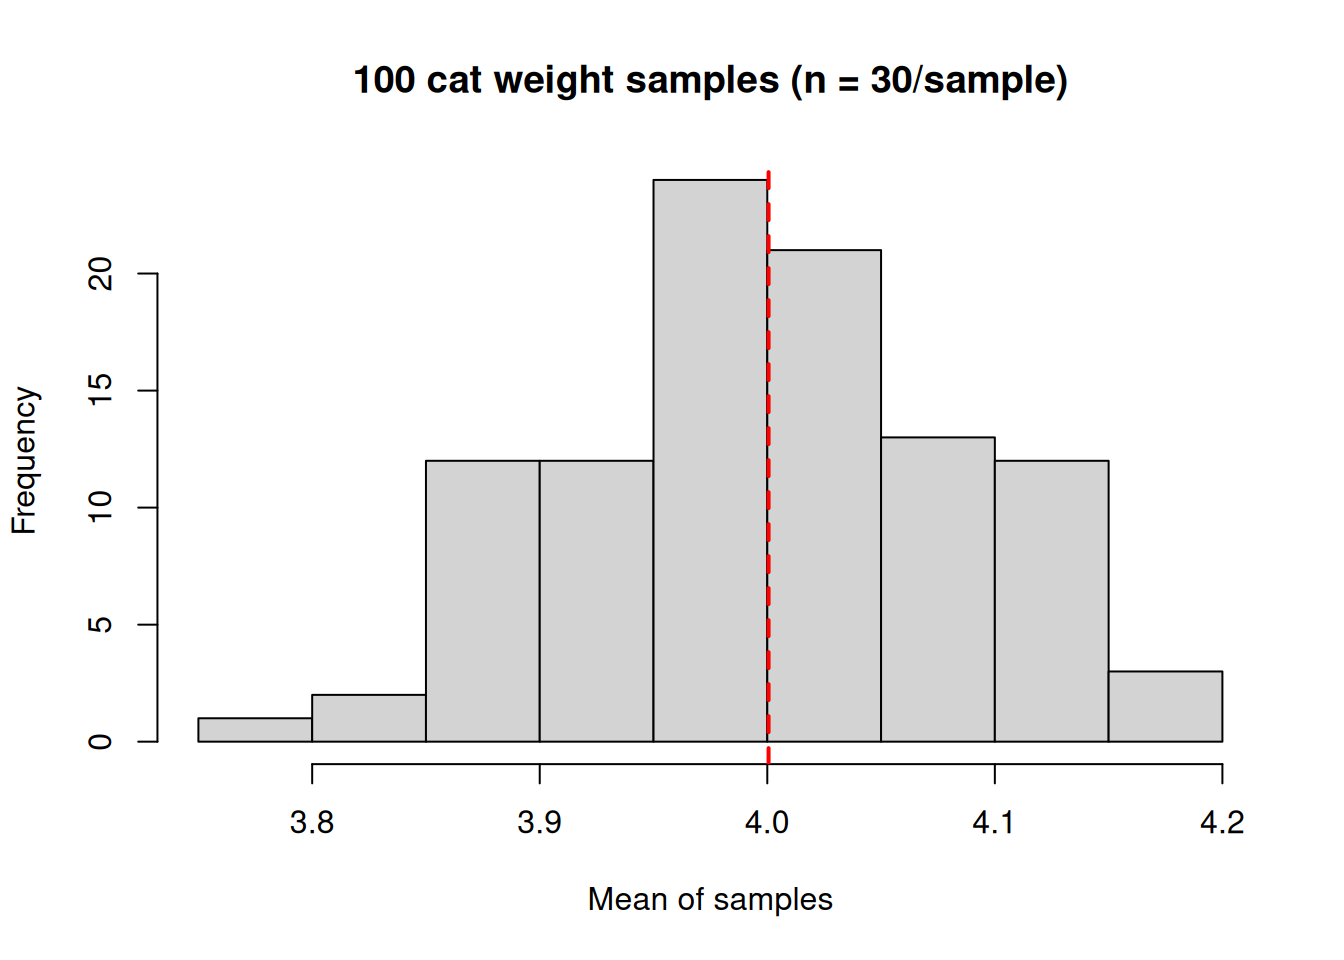 100 cat weight samples (n = 30/sample)
Frequency
20
15
10
5
0
3.8 3.9 4.0 4.1 4.2
Mean of samples